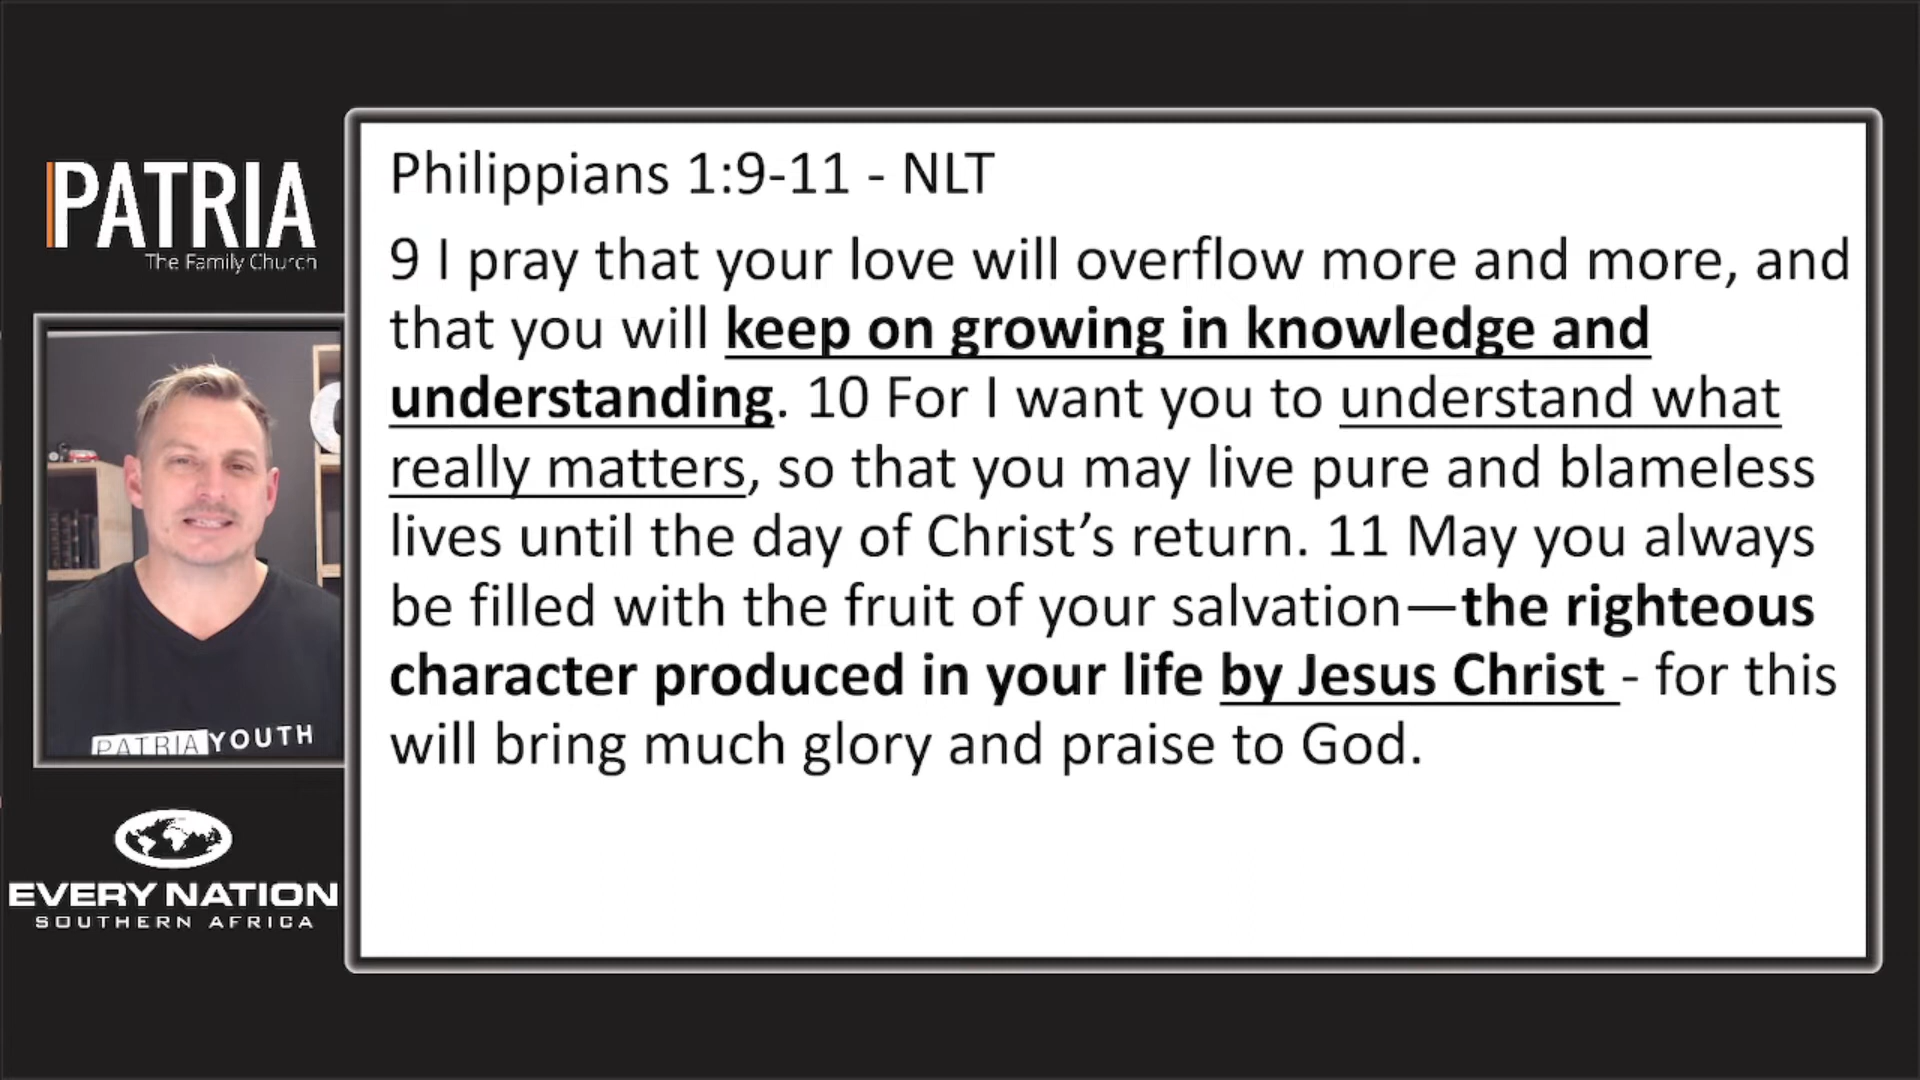 PATRIA
The Family Church
PATRIA YOUTH
EVERY NATION
SOUTHERN AFRICA
Philippians 1:9-11 - NLT
9 I pray that your love will overflow more and more, and
that you will keep on growing in knowledge and
understanding. 10 For I want you to understand what
really matters, so that you may live pure and blameless
lives until the day of Christ’s return. 11 May you always
be filled with the fruit of your salvation—the righteous
character produced in your life by Jesus Christ - for this
will bring much glory and praise to God.